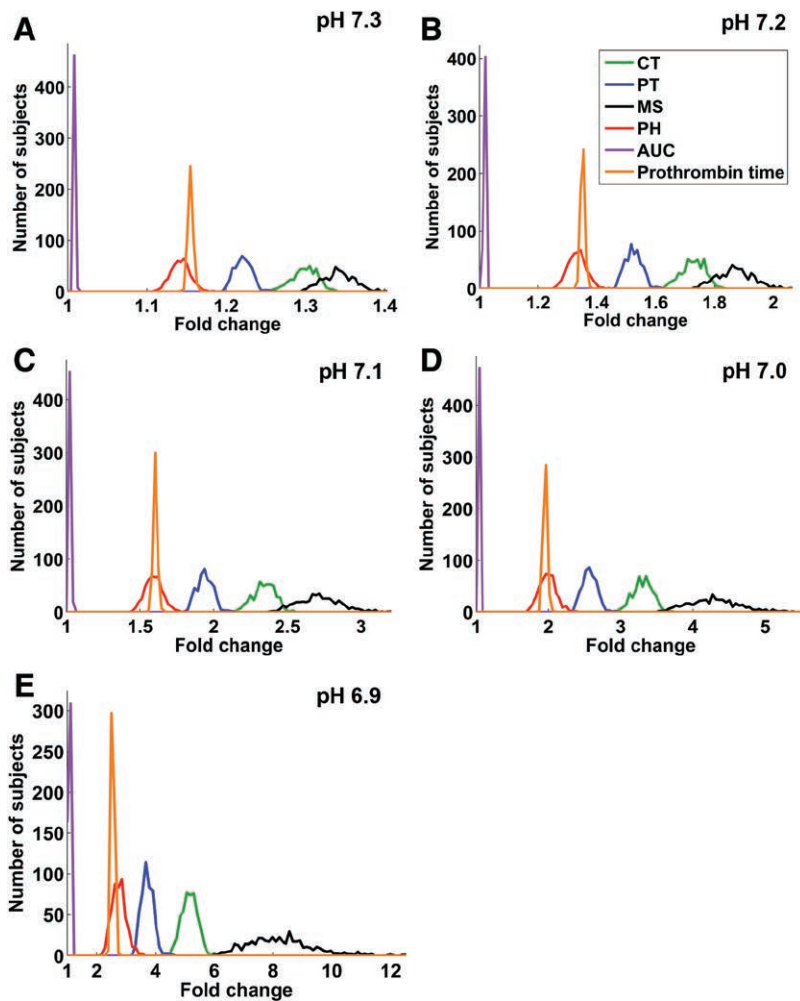 A
pH 7.3
Number of subjects
400
300
200
100
0
1
1.1
1.2
1.3
1.4
Fold change
B
pH 7.2
Number of subjects
400
300
200
100
0
1
1.2
1.4
1.6
1.8
2
Fold change
CT
PT
MS
PH
AUC
Prothrombin time
C
pH 7.1
Number of subjects
400
300
200
100
0
1
1.5
2
2.5
3
Fold change
D
pH 7.0
Number of subjects
400
300
200
100
0
1
2
3
4
5
Fold change
E
pH 6.9
Number of subjects
300
250
200
150
100
50
0
1
2
4
6
8
10
12
Fold change